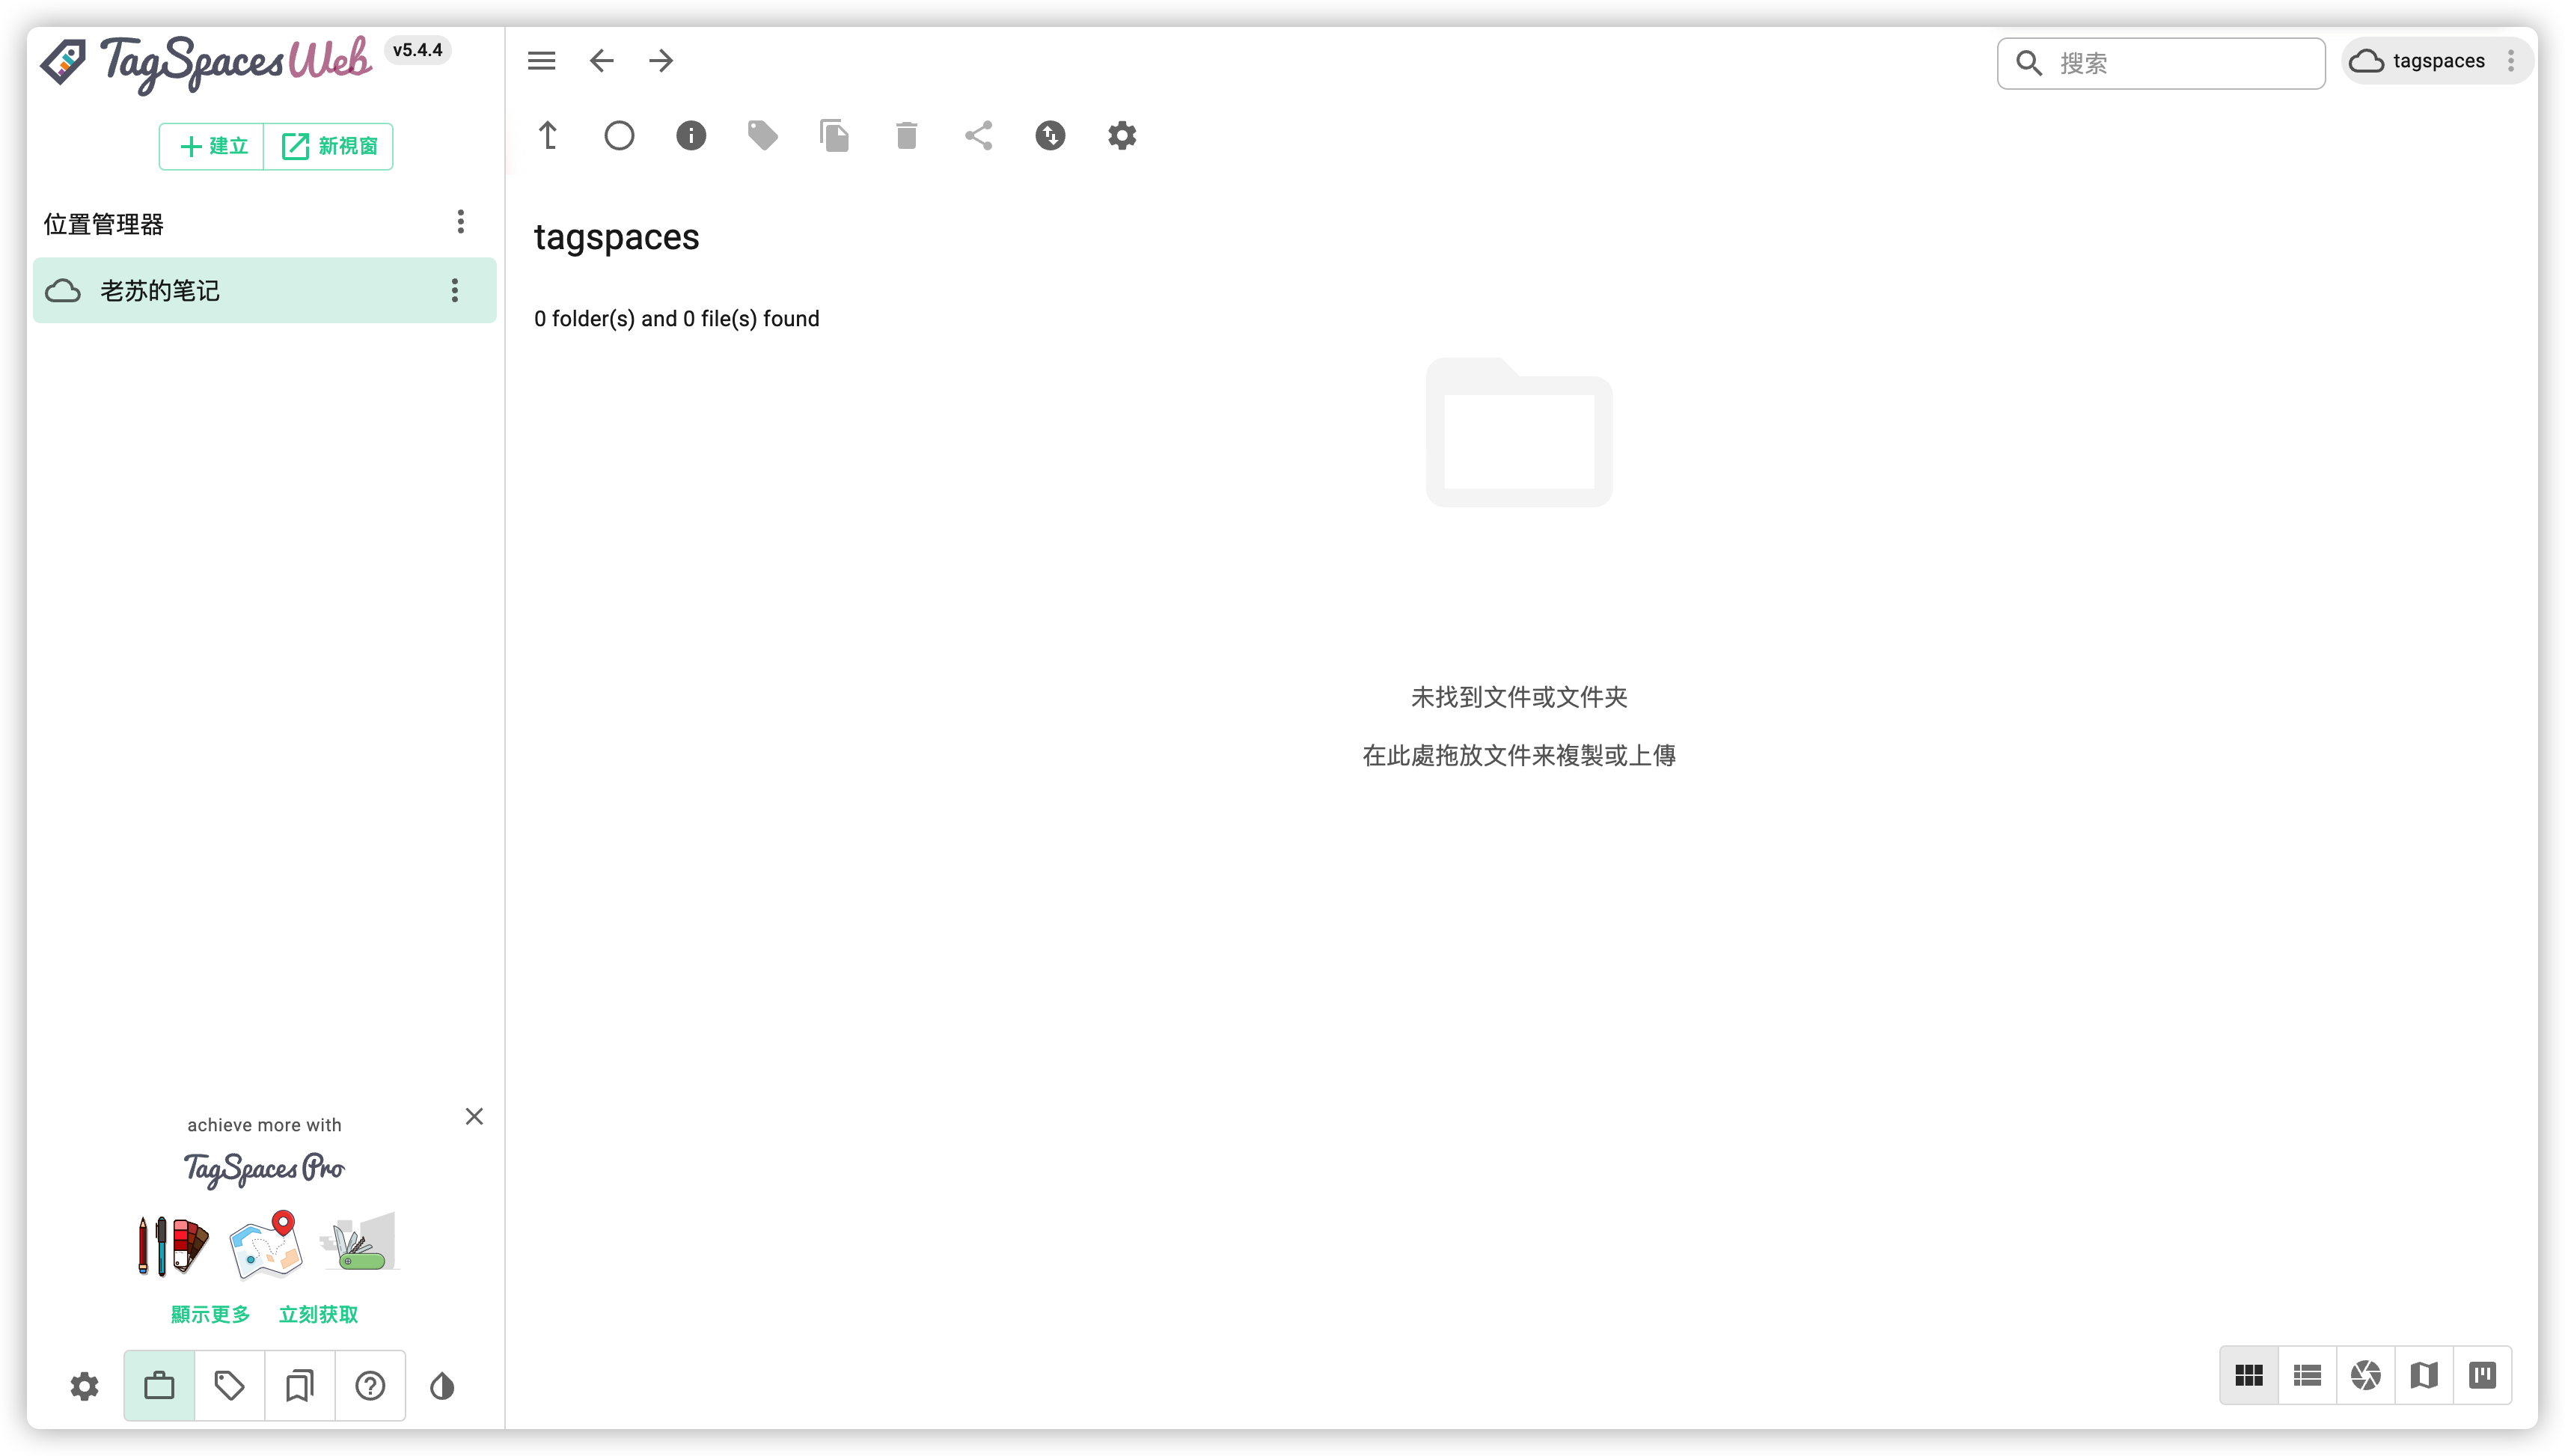 TagSpaces Web v5.4.4
建立 新視窗
位置管理器
老苏的笔记
搜索
tagspaces
tagspaces
0 folder(s) and 0 file(s) found
未找到文件或文件夹
在此處拖放文件来複製或上傳
achieve more with
TagSpaces Pro
顯示更多 立刻获取